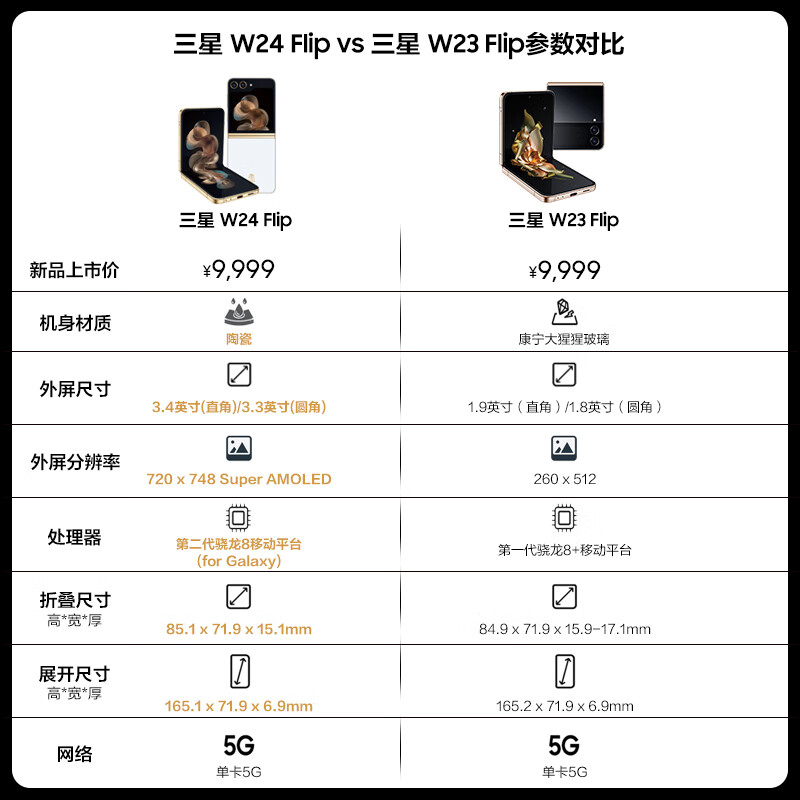 三星 W24 Flip vs 三星 W23 Flip参数对比
三星 W24 Flip
三星 W23 Flip
新品上市价
¥9,999
¥9,999
机身材质
陶瓷
康宁大猩猩玻璃
外屏尺寸
3.4英寸(直角)/3.3英寸(圆角)
1.9英寸（直角）/1.8英寸（圆角）
外屏分辨率
720 x 748 Super AMOLED
260 x 512
处理器
第二代骁龙8移动平台
(for Galaxy)
第一代骁龙8+移动平台
折叠尺寸
高*宽*厚
85.1 x 71.9 x 15.1mm
84.9 x 71.9 x 15.9-17.1mm
展开尺寸
高*宽*厚
165.1 x 71.9 x 6.9mm
165.2 x 71.9 x 6.9mm
网络
5G
单卡5G
5G
单卡5G